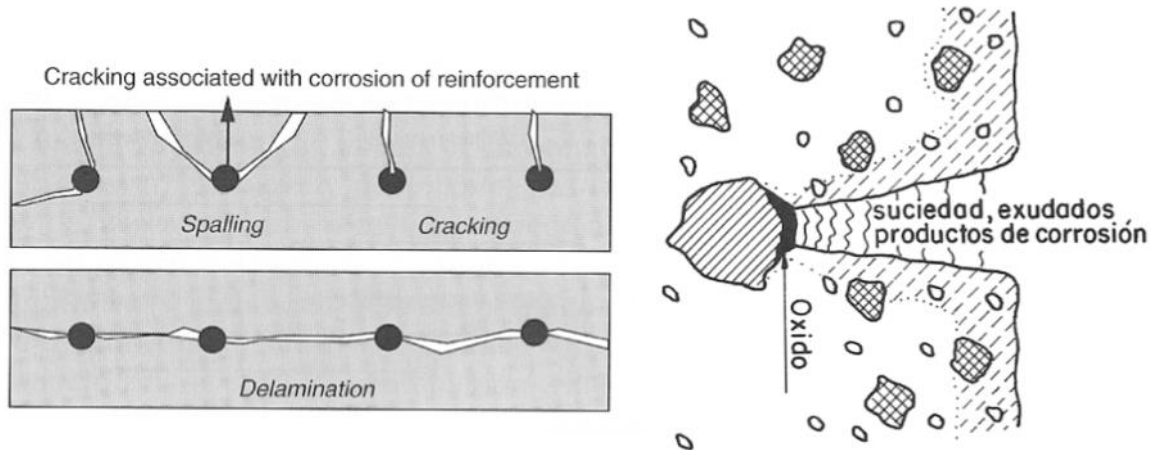 Cracking associated with corrosion of reinforcement
Spalling
Cracking
Delamination
suciedad, exudados
productos de corrosión
Oxido